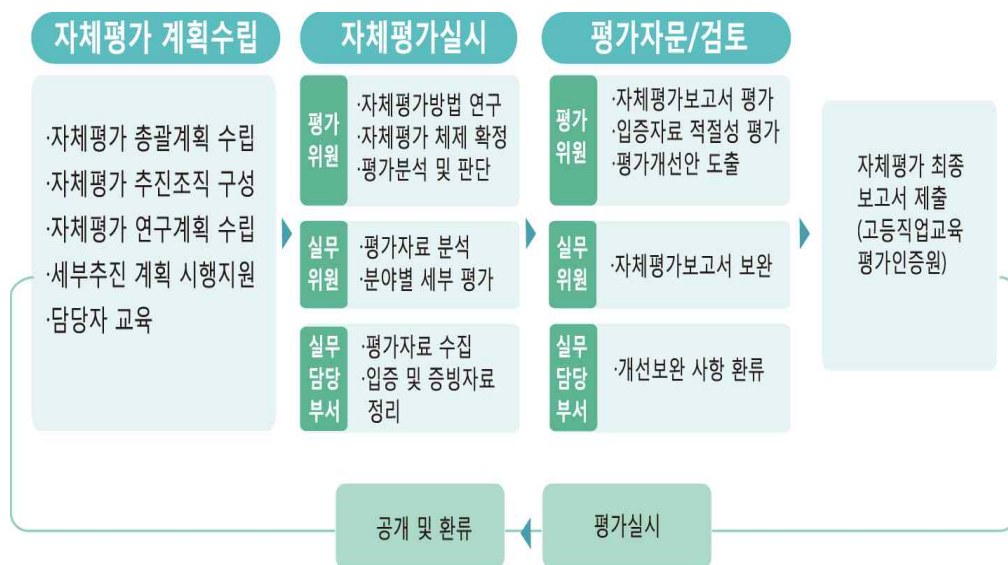 자체평가 계획수립
·자체평가 총괄계획 수립
·자체평가 추진조직 구성
·자체평가 연구계획 수립
·세부추진 계획 시행지원
·담당자 교육
자체평가실시
평가
위원
·자체평가방법 연구
·자체평가 체제 확정
·평가분석 및 판단
실무
위원
·평가자료 분석
·분야별 세부 평가
실무
담당
부서
·평가자료 수집
·입증 및 증빙자료
정리
평가자문/검토
평가
위원
·자체평가보고서 평가
·입증자료 적절성 평가
·평가개선안 도출
실무
위원
·자체평가보고서 보완
실무
담당
부서
·개선보완 사항 환류
자체평가 최종
보고서 제출
(고등직업교육
평가인증원)
공개 및 환류
평가실시